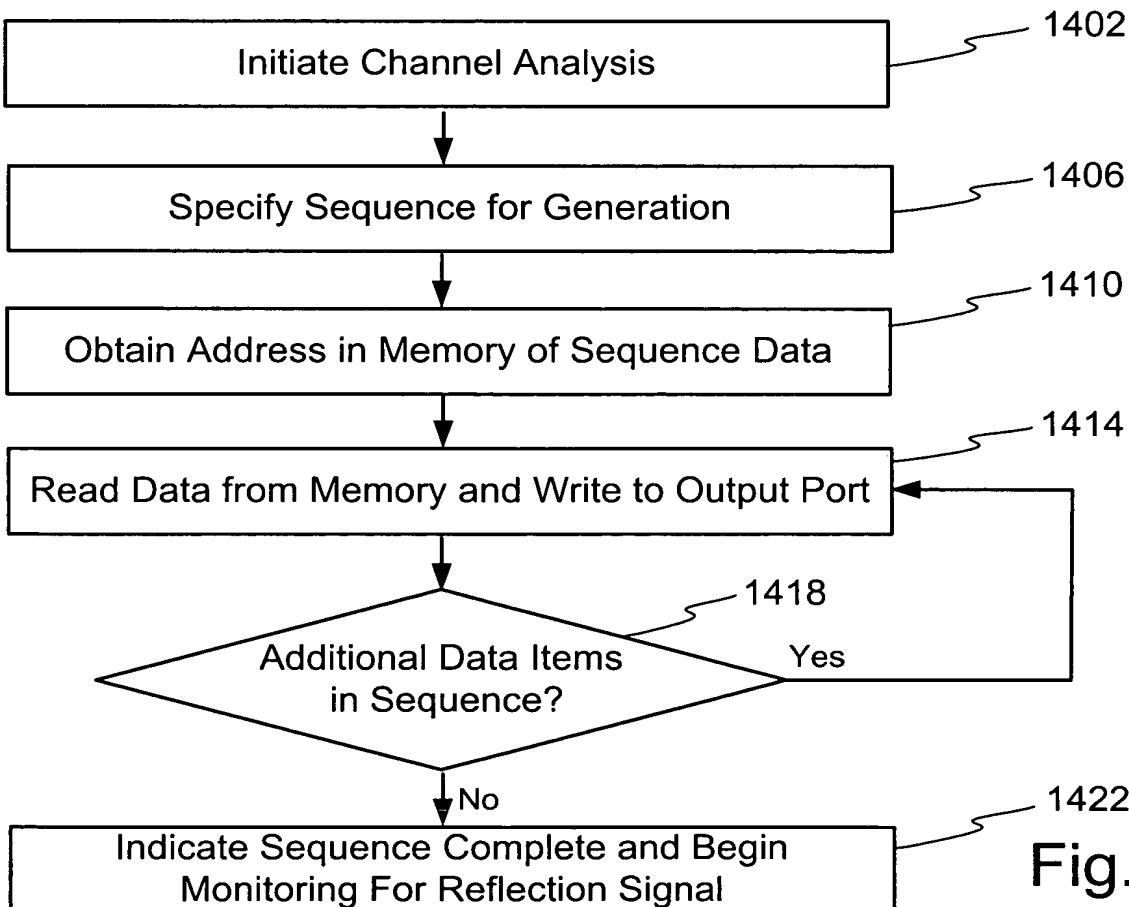 1402
Initiate Channel Analysis
1406
Specify Sequence for Generation
1410
Obtain Address in Memory of Sequence Data
1414
Read Data from Memory and Write to Output Port
1418
Additional Data Items
in Sequence?
Yes
No
1422
Indicate Sequence Complete and Begin
Monitoring For Reflection Signal
Fig.